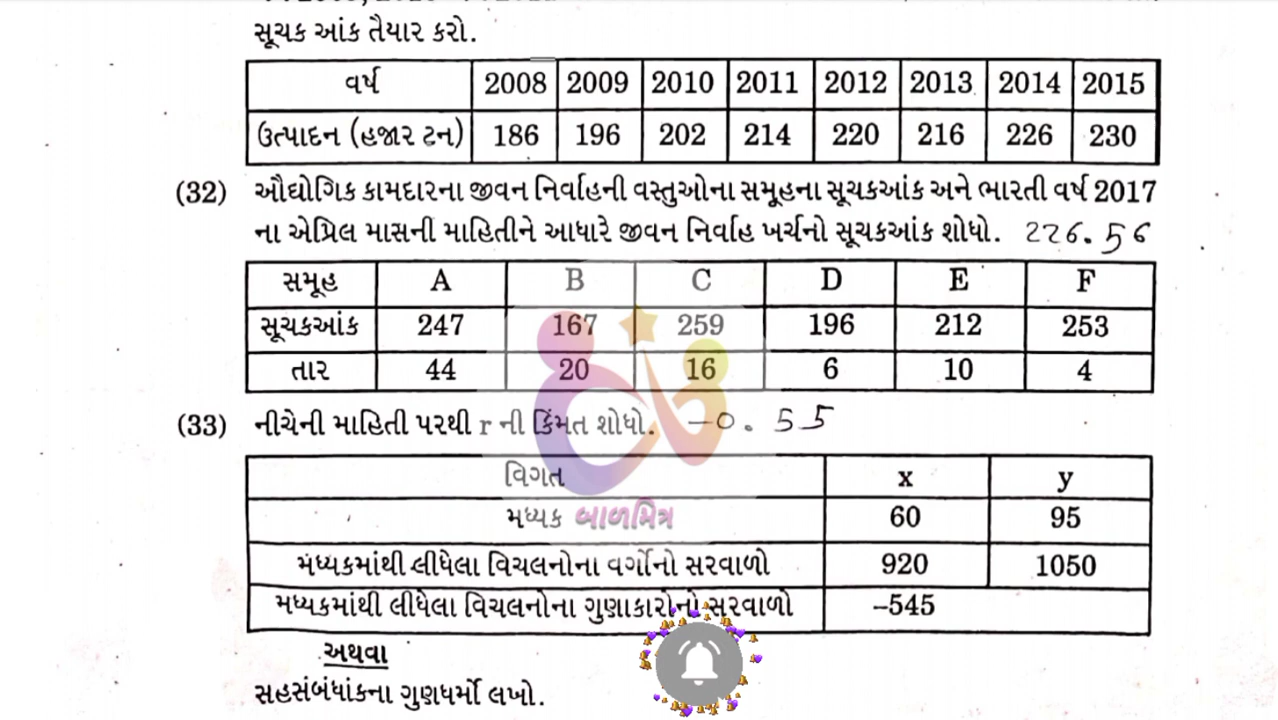 સૂચક આંક તૈયાર કરો.
વર્ષ 2008 2009 2010 2011 2012 2013 2014 2015
ઉત્પાદન (હજાર ટન) 186 196 202 214 220 216 226 230
(32) ઔદ્યોગિક કામદારના જીવન નિર્વાહની વસ્તુઓના સમૂહના સૂચકઆંક અને ભારતી વર્ષ 2017
ના એપ્રિલ માસની માહિતીને આધારે જીવન નિર્વાહ ખર્ચનો સૂચકઆંક શોધો. 226.56
સમૂહ A B C D E F
સૂચકઆંક 247 167 259 196 212 253
તાર 44 20 16 6 10 4
(33) નીચેની માહિતી પરથી r ની કિંમત શોધો. -0.55
વિગત x y
મધ્યક 60 95
બાળમિત્ર
મધ્યકમાંથી લીધેલા વિચલનોના વર્ગોનો સરવાળો 920 1050
મધ્યકમાંથી લીધેલા વિચલનોના ગુણાકારોનો સરવાળો –545
અથવા
સહસંબંધાંકના ગુણધર્મો લખો.